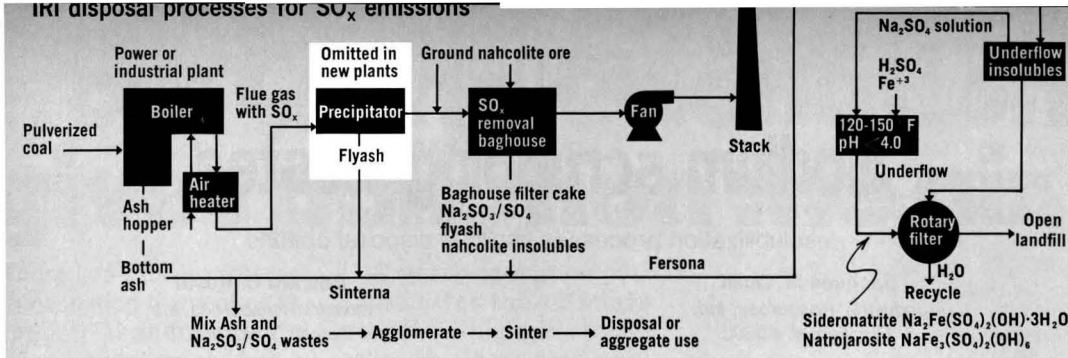 IRI disposal processes for SOx emissions
Power or
industrial plant
Boiler
Pulverized
coal
Air
heater
Ash
hopper
Bottom
ash
Flue gas
with SOx
Omitted in
new plants
Precipitator
Flyash
Ground nahcolite ore
SOx
removal
baghouse
Baghouse filter cake
Na2SO3/SO4
flyash
nahcolite insolubles
Fan
Stack
Sinterna
Fersona
Mix Ash and
Na2SO3/SO4 wastes
Agglomerate
Sinter
Disposal or
aggregate use
Na2SO4 solution
Underflow
insolubles
H2SO4
Fe+3
120-150 F
pH <4.0
Underflow
Rotary
filter
Open
landfill
H2O
Recycle
Sideronatrite Na2Fe(SO4)2(OH)·3H2O
Natrojarosite NaFe3(SO4)2(OH)6